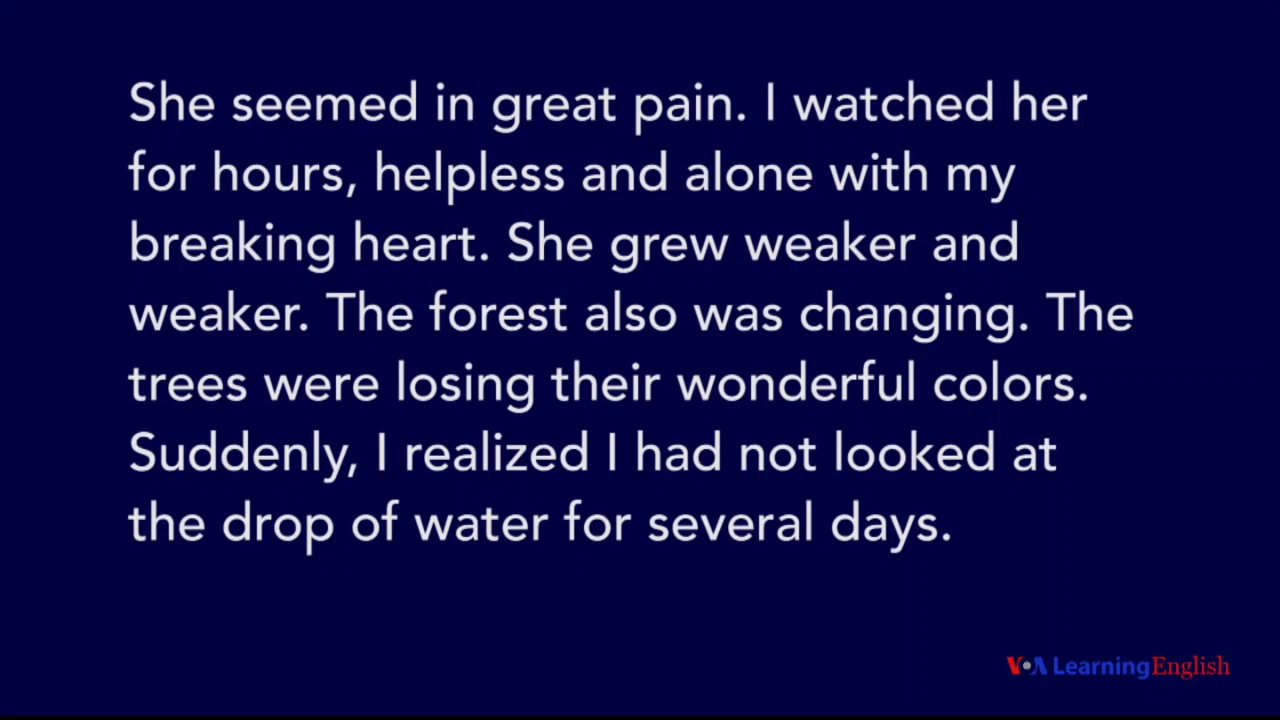 She seemed in great pain. I watched her
for hours, helpless and alone with my
breaking heart. She grew weaker and
weaker. The forest also was changing. The
trees were losing their wonderful colors.
Suddenly, I realized I had not looked at
the drop of water for several days.
VOA Learning English